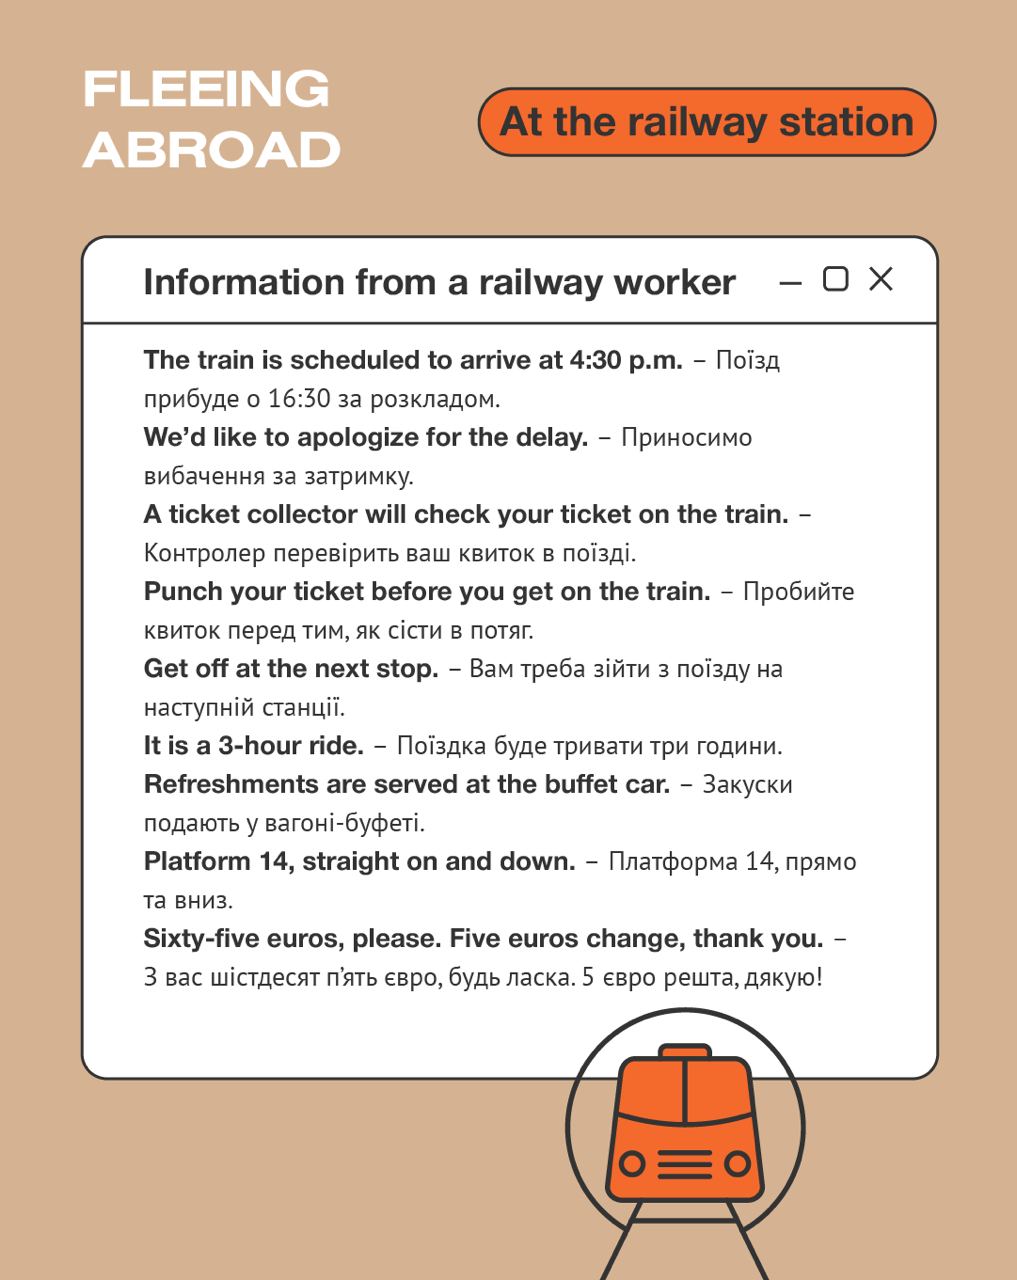 FLEEING
ABROAD
At the railway station
Information from a railway worker
The train is scheduled to arrive at 4:30 p.m. – Поїзд
прибуде о 16:30 за розкладом.
We’d like to apologize for the delay. – Приносимо
вибачення за затримку.
A ticket collector will check your ticket on the train. –
Контролер перевірить ваш квиток в поїзді.
Punch your ticket before you get on the train. – Пробийте
квиток перед тим, як сісти в потяг.
Get off at the next stop. – Вам треба зійти з поїзду на
наступній станції.
It is a 3-hour ride. – Поїздка буде тривати три години.
Refreshments are served at the buffet car. – Закуски
подають у вагоні-буфеті.
Platform 14, straight on and down. – Платформа 14, прямо
та вниз.
Sixty-five euros, please. Five euros change, thank you. –
З вас шістдесят п’ять євро, будь ласка. 5 євро решта, дякую!